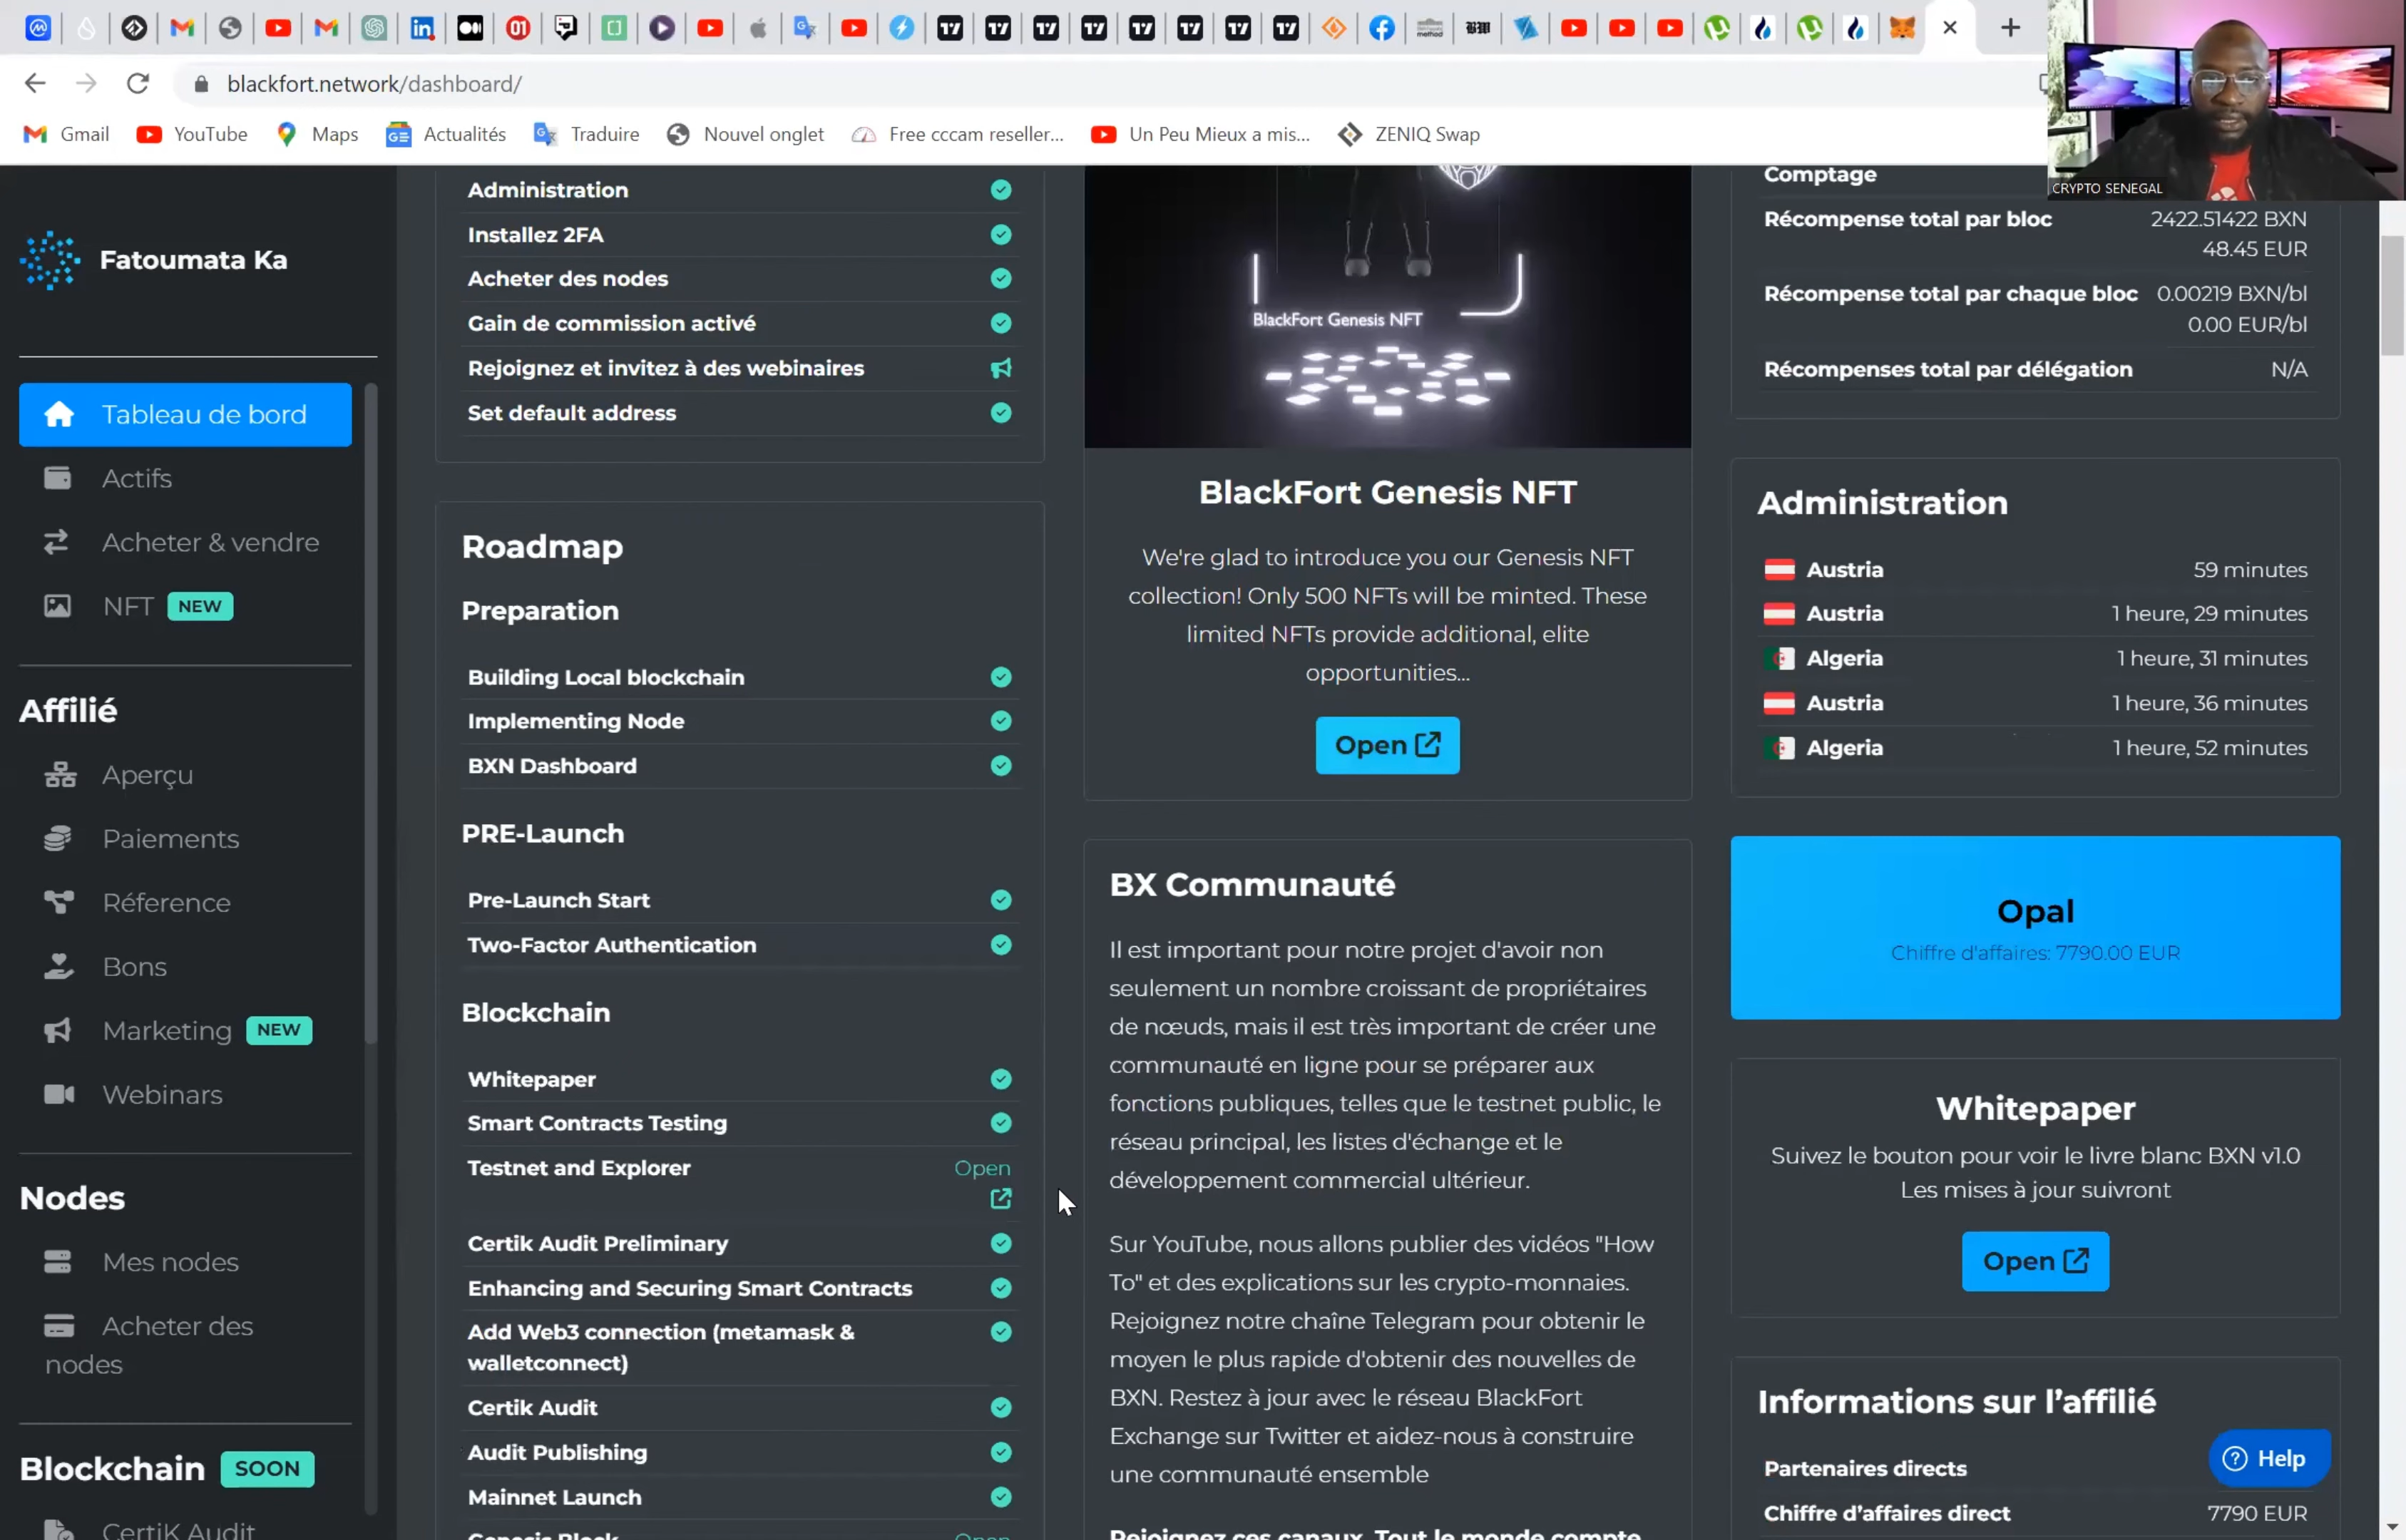 blackfort.network/dashboard/
Gmail
YouTube
Maps
Actualités
Traduire
Nouvel onglet
Free cccam reseller...
Un Peu Mieux a mis...
ZENIQ Swap
CRYPTO SENEGAL
Fatoumata Ka
Tableau de bord
Actifs
Acheter & vendre
NFT NEW
Affilié
Aperçu
Paiements
Réference
Bons
Marketing NEW
Webinars
Nodes
Mes nodes
Acheter des
nodes
Blockchain SOON
CertiK Audit
Administration
Installez 2FA
Acheter des nodes
Gain de commission activé
Rejoignez et invitez à des webinaires
Set default address
Roadmap
Preparation
Building Local blockchain
Implementing Node
BXN Dashboard
PRE-Launch
Pre-Launch Start
Two-Factor Authentication
Blockchain
Whitepaper
Smart Contracts Testing
Testnet and Explorer Open
Certik Audit Preliminary
Enhancing and Securing Smart Contracts
Add Web3 connection (metamask &
walletconnect)
Certik Audit
Audit Publishing
Mainnet Launch
Genesis Block Open
BlackFort Genesis NFT
BlackFort Genesis NFT
We're glad to introduce you our Genesis NFT
collection! Only 500 NFTs will be minted. These
limited NFTs provide additional, elite
opportunities...
Open
BX Communauté
Il est important pour notre projet d'avoir non
seulement un nombre croissant de propriétaires
de nœuds, mais il est très important de créer une
communauté en ligne pour se préparer aux
fonctions publiques, telles que le testnet public, le
réseau principal, les listes d'échange et le
développement commercial ultérieur.
Sur YouTube, nous allons publier des vidéos "How
To" et des explications sur les crypto-monnaies.
Rejoignez notre chaîne Telegram pour obtenir le
moyen le plus rapide d'obtenir des nouvelles de
BXN. Restez à jour avec le réseau BlackFort
Exchange sur Twitter et aidez-nous à construire
une communauté ensemble
Rejoignez ces canaux. Tout le monde compte
Comptage
Récompense total par bloc 2422.51422 BXN
48.45 EUR
Récompense total par chaque bloc 0.00219 BXN/bl
0.00 EUR/bl
Récompenses total par délégation N/A
Administration
Austria 59 minutes
Austria 1 heure, 29 minutes
Algeria 1 heure, 31 minutes
Austria 1 heure, 36 minutes
Algeria 1 heure, 52 minutes
Opal
Chiffre d'affaires: 7790.00 EUR
Whitepaper
Suivez le bouton pour voir le livre blanc BXN v1.0
Les mises à jour suivront
Open
Informations sur l'affilié
Partenaires directs
Chiffre d'affaires direct 7790 EUR
Help